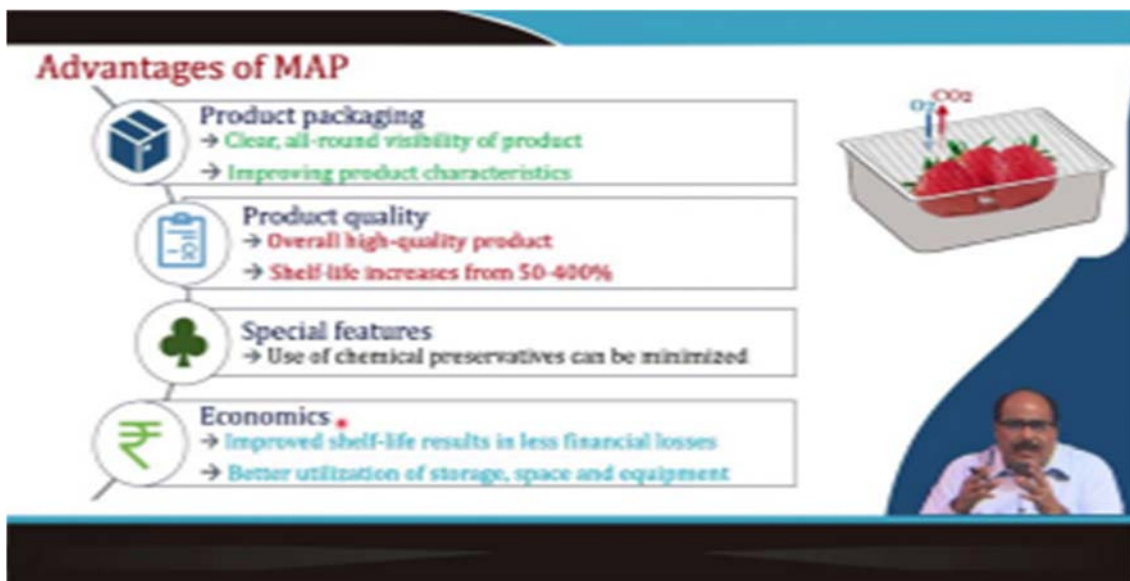 Advantages of MAP
Product packaging
→ Clear, all-round visibility of product
→ Improving product characteristics
Product quality
→ Overall high-quality product
→ Shelf-life increases from 50-400%
Special features
→ Use of chemical preservatives can be minimized
Economics
→ Improved shelf-life results in less financial losses
→ Better utilization of storage, space and equipment
O2 CO2
₹